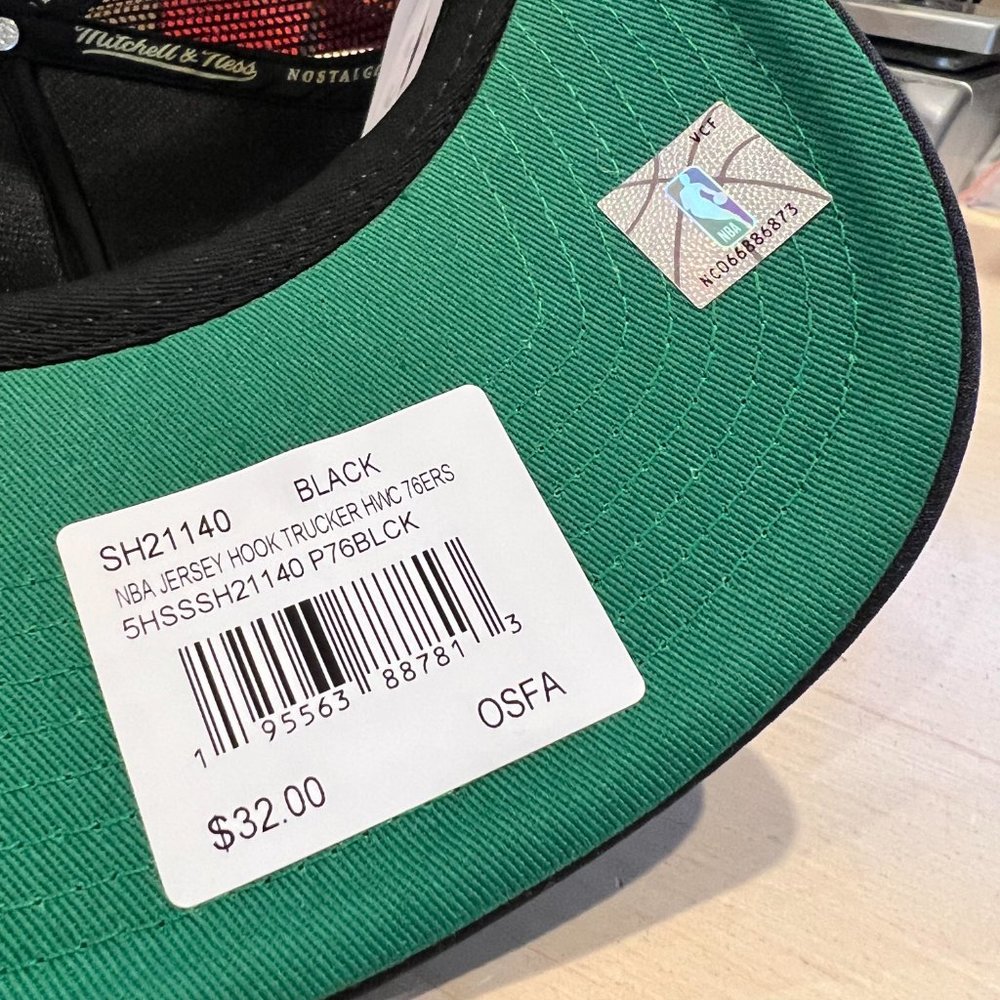 Mitchell & Ness
NOSTALG
VCF
NBA
NC066886873
SH21140 BLACK
NBA JERSEY HOOK TRUCKER HWC 76ERS
5HSSSH21140 P76BLCK
1 95563 88781 3
OSFA
$32.00